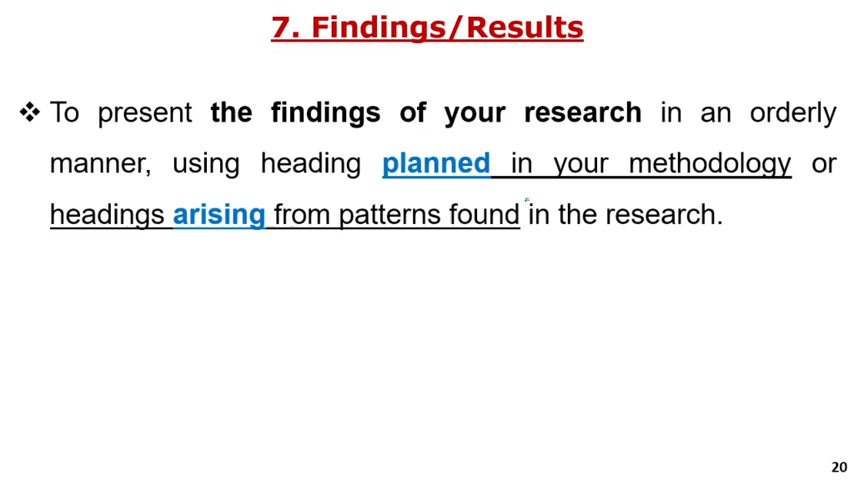 7. Findings/Results
❖ To present the findings of your research in an orderly
manner, using heading planned in your methodology or
headings arising from patterns found in the research.
20